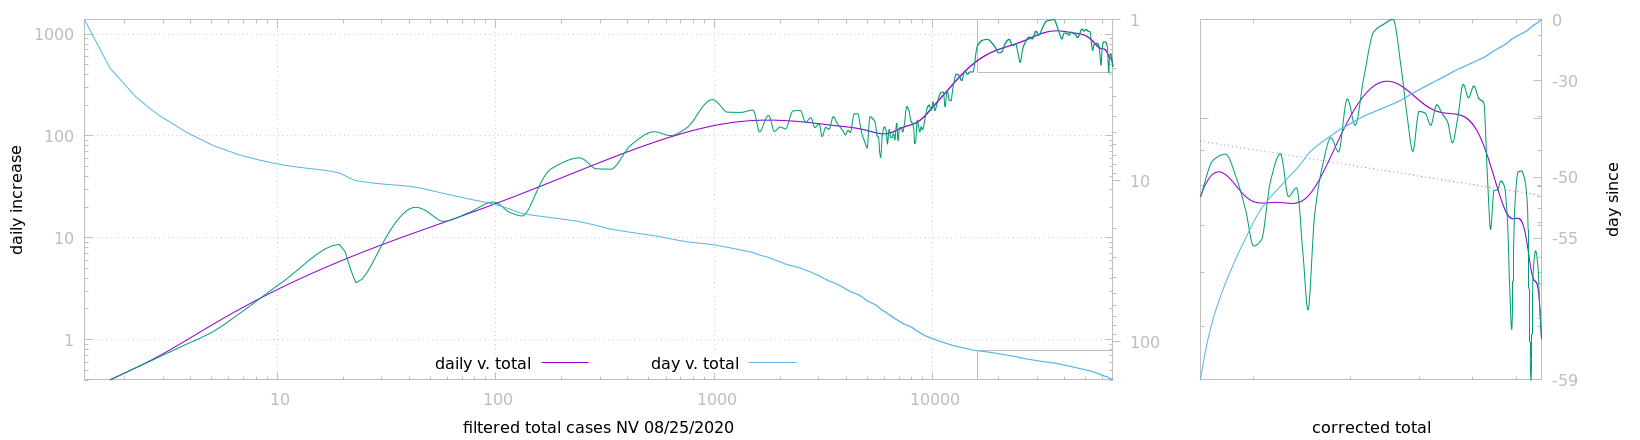 1000
100
10
1
daily increase
1
10
100
daily v. total
day v. total
10
100
1000
10000
filtered total cases NV 08/25/2020
0
-30
-50
-55
-59
day since
corrected total